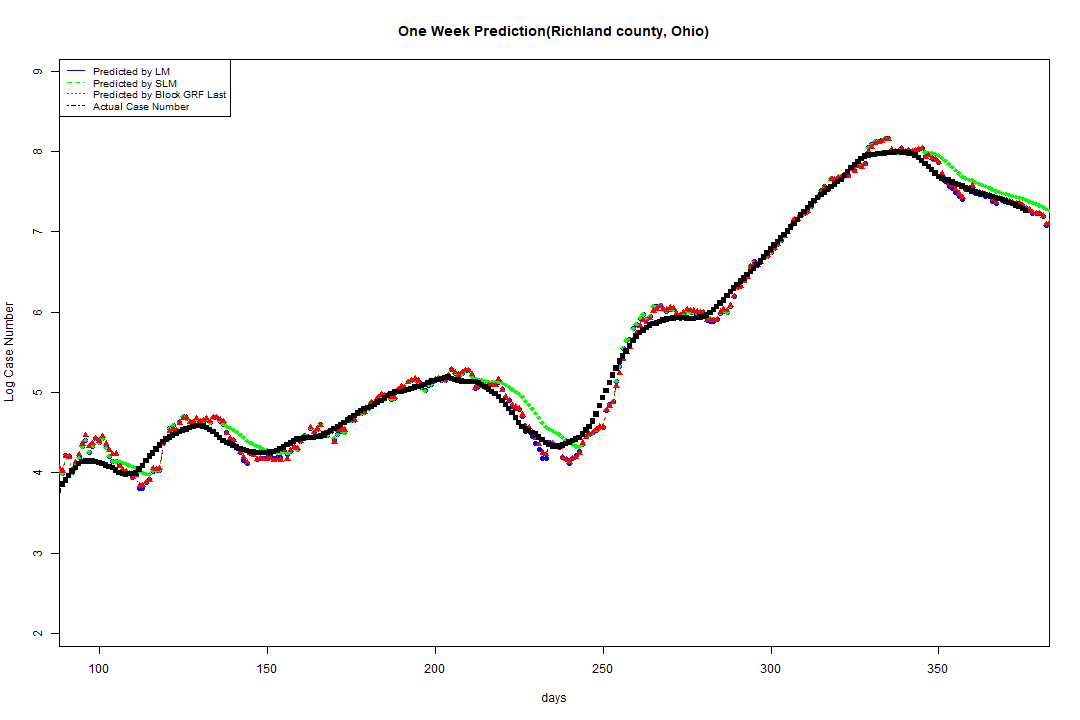 One Week Prediction(Richland county, Ohio)
Predicted by LM
Predicted by SLM
Predicted by Block GRF Last
Actual Case Number
Log Case Number
9
8
7
6
5
4
3
2
100 150 200 250 300 350
days